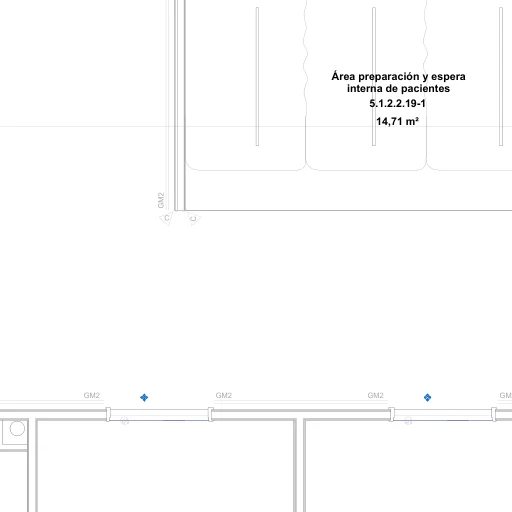 Área preparación y espera
interna de pacientes
5.1.2.2.19-1
14,71 m²
GM2
C
C
GM2
GM2
GM2